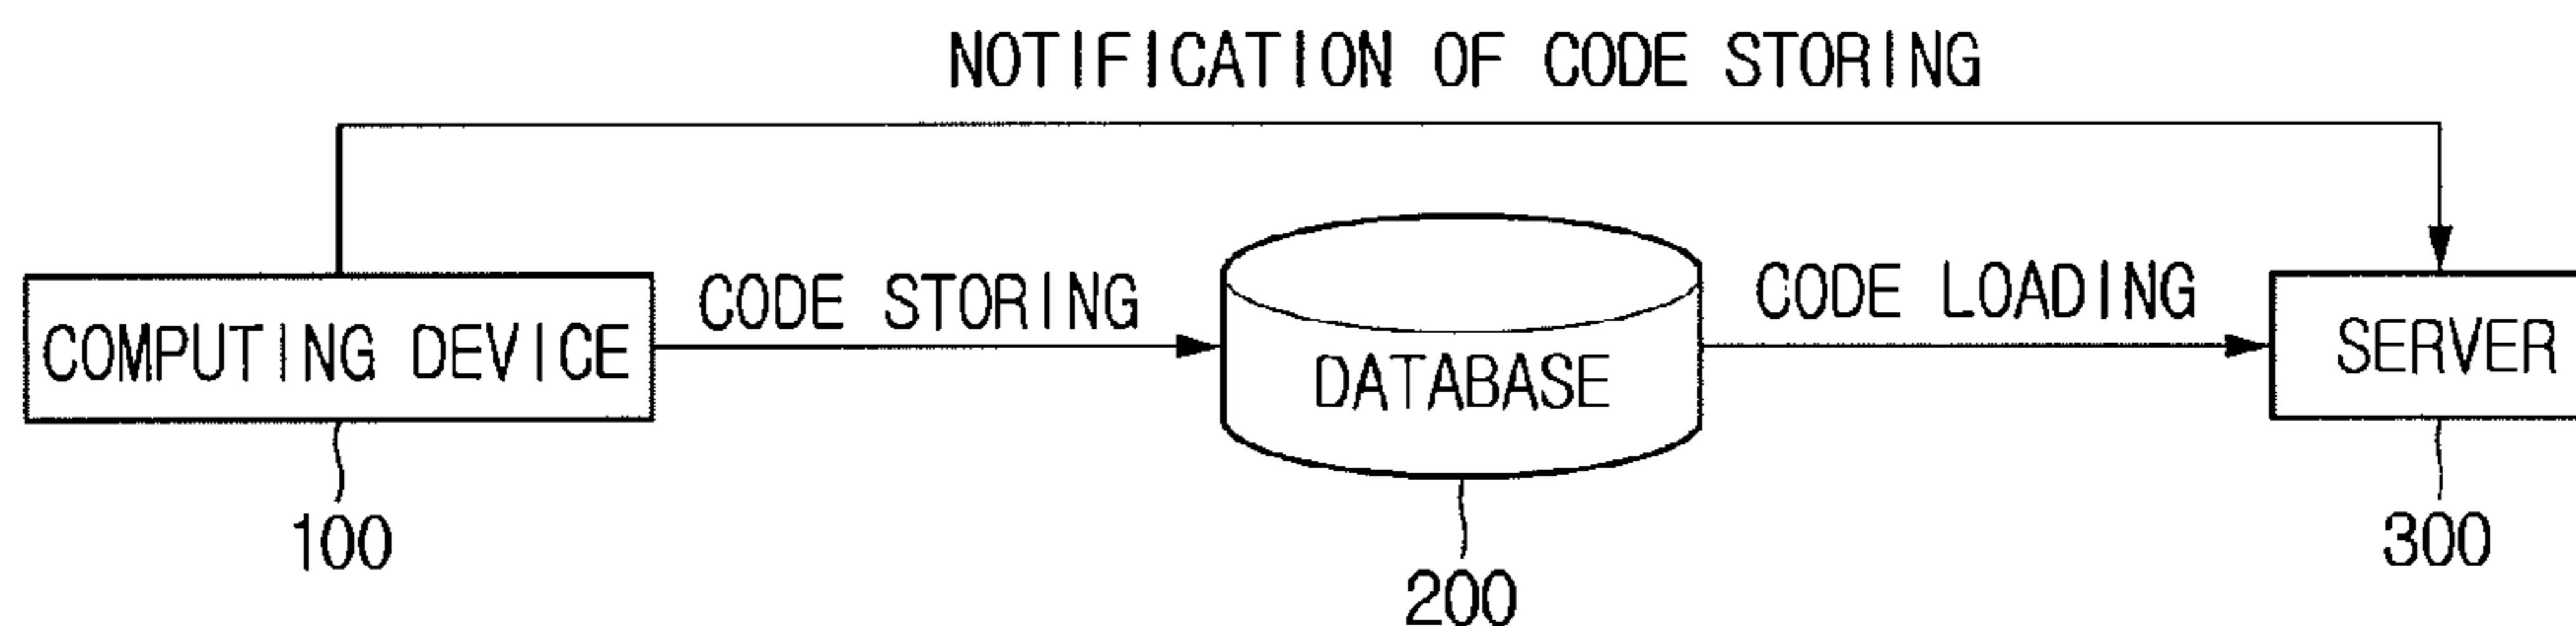 NOTIFICATION OF CODE STORING
CODE STORING
CODE LOADING
COMPUTING DEVICE
DATABASE
SERVER
100
200
300